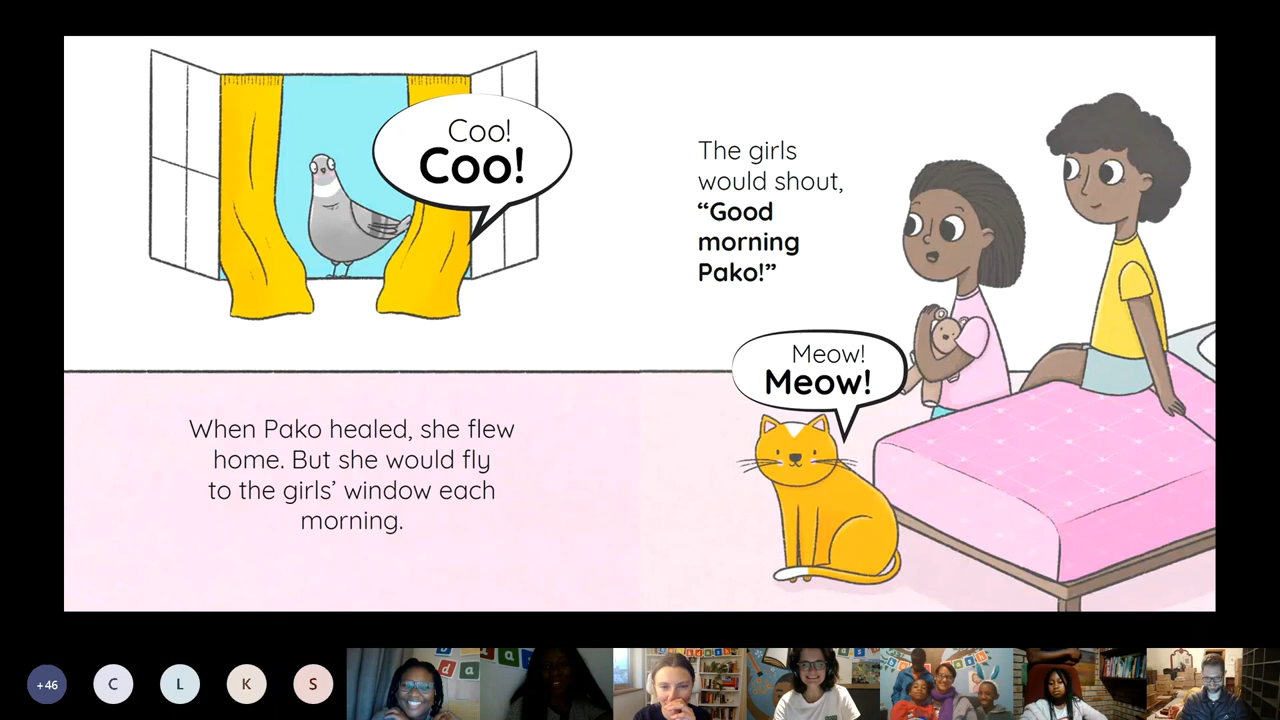 Coo!
Coo!
When Pako healed, she flew
home. But she would fly
to the girls’ window each
morning.
The girls
would shout,
“Good
morning
Pako!”
Meow!
Meow!
+46
C
L
K
S